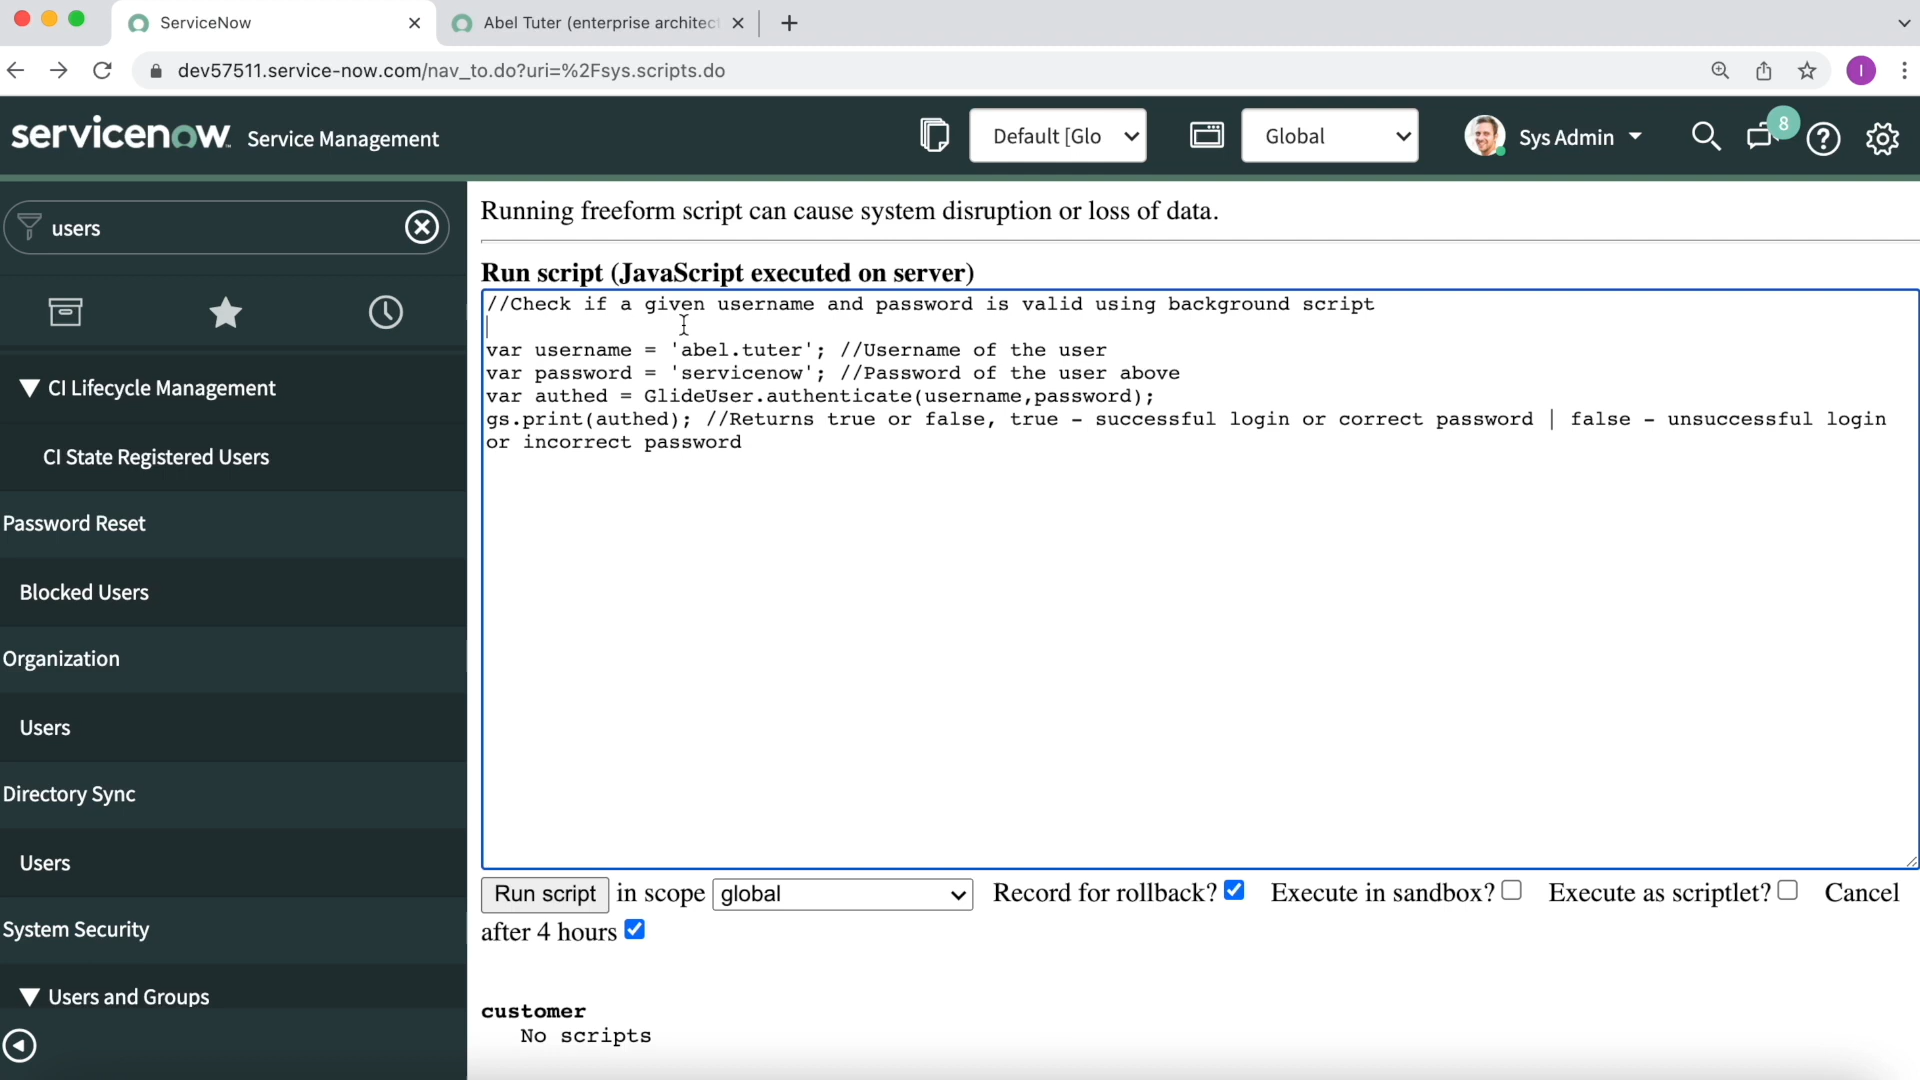 ServiceNow
Abel Tuter (enterprise architect
dev57511.service-now.com/nav_to.do?uri=%2Fsys.scripts.do
I
servicenow Service Management
Default [Glo
Global
Sys Admin
8
users
CI Lifecycle Management
CI State Registered Users
Password Reset
Blocked Users
Organization
Users
Directory Sync
Users
System Security
Users and Groups
Running freeform script can cause system disruption or loss of data.
Run script (JavaScript executed on server)
//Check if a given username and password is valid using background script
var username = 'abel.tuter'; //Username of the user
var password = 'servicenow'; //Password of the user above
var authed = GlideUser.authenticate(username,password);
gs.print(authed); //Returns true or false, true - successful login or correct password | false - unsuccessful login
or incorrect password
Run script in scope global Record for rollback? Execute in sandbox? Execute as scriptlet? Cancel
after 4 hours
customer
No scripts